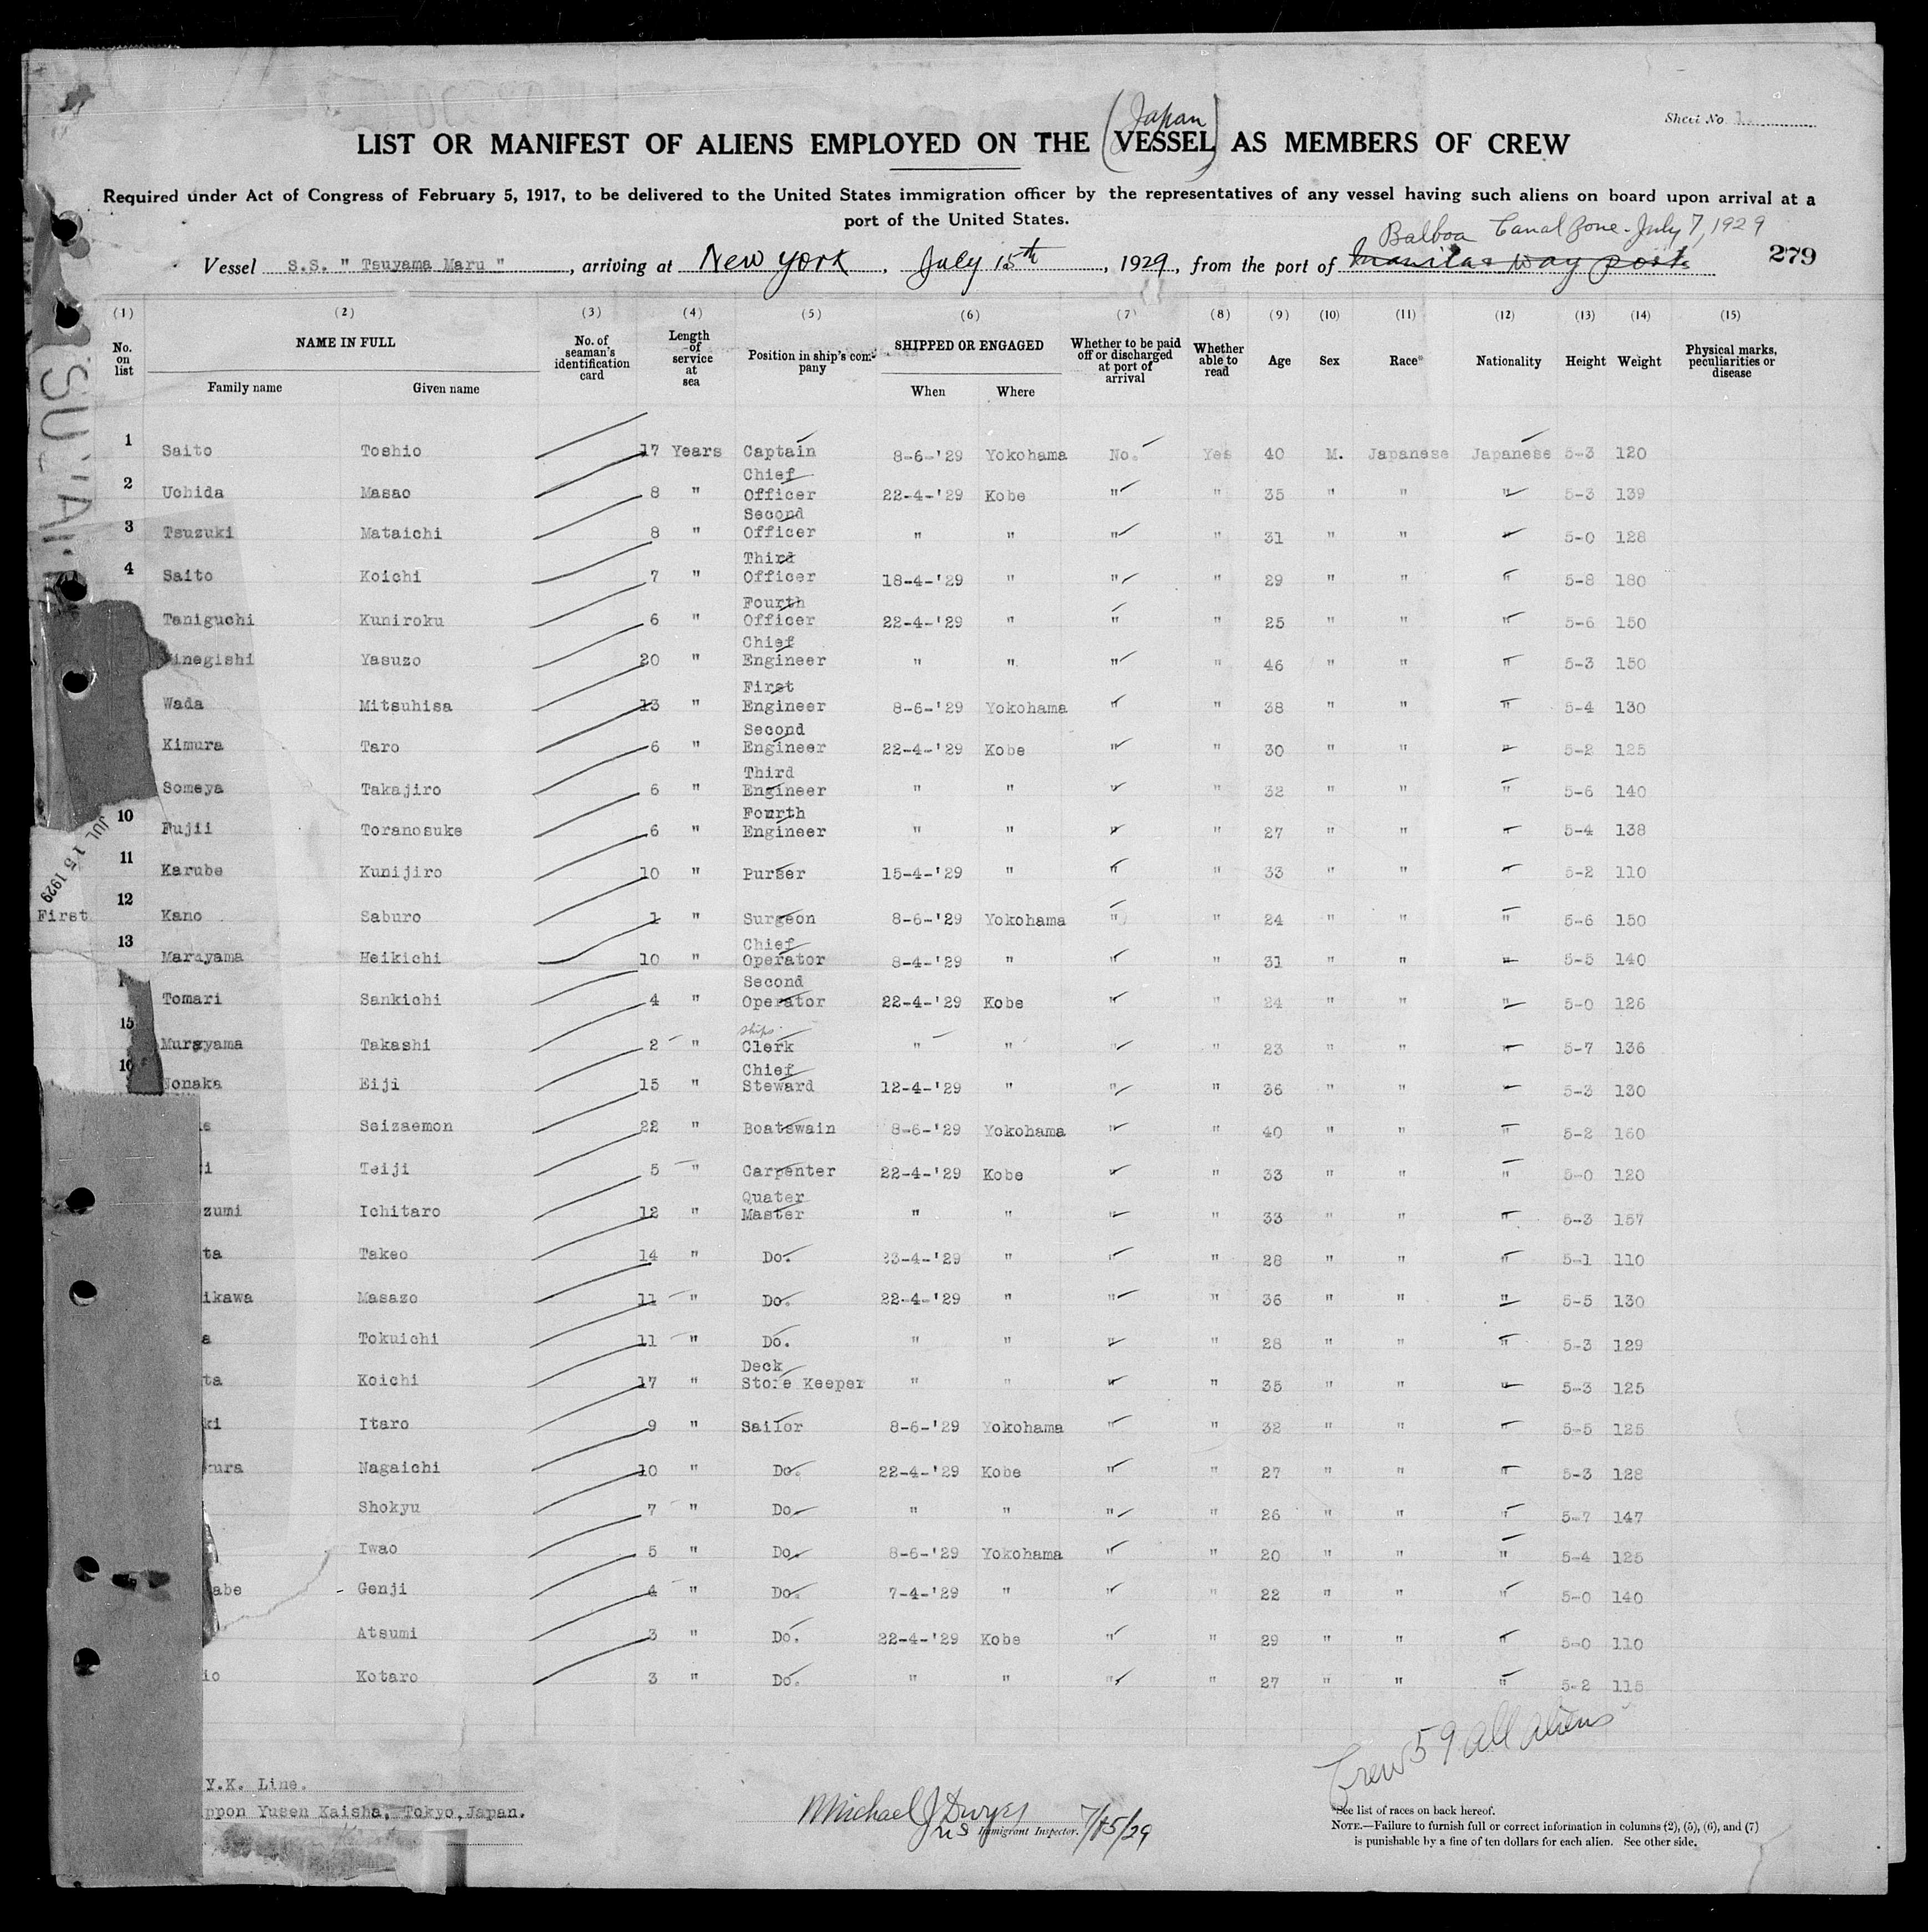 Sheet No. 1.
(Japan)
LIST OR MANIFEST OF ALIENS EMPLOYED ON THE VESSEL AS MEMBERS OF CREW
Required under Act of Congress of February 5, 1917, to be delivered to the United States immigration officer by the representatives of any vessel having such aliens on board upon arrival at a
port of the United States.
Balboa Canal Zone - July 7, 1929
Vessel S.S. " Tsuyama Maru ", arriving at New York, July 15th, 1929, from the port of Manila & way ports 279
(1) (2) (3) (4) (5) (6) (7) (8) (9) (10) (11) (12) (13) (14) (15)
No. on list NAME IN FULL No. of seaman's identification card Length of service at sea Position in ship's company SHIPPED OR ENGAGED Whether to be paid off or discharged at port of arrival Whether able to read Age Sex Race* Nationality Height Weight Physical marks, peculiarities or disease
Family name Given name When Where
1 Saito Toshio 17 Years Captain 8-6-'29 Yokohama No. Yes 40 M. Japanese Japanese 5-3 120
2 Uchida Masao 8 " Chief Officer 22-4-'29 Kobe " " 35 " " " 5-3 139
3 Tsuzuki Mataichi 8 " Second Officer " " " " 31 " " " 5-0 128
4 Saito Koichi 7 " Third Officer 18-4-'29 " " " 29 " " " 5-8 180
Taniguchi Kuniroku 6 " Fourth Officer 22-4-'29 " " " 25 " " " 5-6 150
inegishi Yasuzo 20 " Chief Engineer " " " " 46 " " " 5-3 150
Wada Mitsuhisa 13 " First Engineer 8-6-'29 Yokohama " " 38 " " " 5-4 130
Kimura Taro 6 " Second Engineer 22-4-'29 Kobe " " 30 " " " 5-2 125
Someya Takajiro 6 " Third Engineer " " " " 32 " " " 5-6 140
10 Fujii Toranosuke 6 " Fourth Engineer " " " " 27 " " " 5-4 138
JUL 15 1929
11 Karube Kunijiro 10 " Purser 15-4-'29 " " " 33 " " " 5-2 110
First 12 Kano Saburo 1 " Surgeon 8-6-'29 Yokohama " " 24 " " " 5-6 150
13 Maruyama Heikichi 10 " Chief Operator 8-4-'29 " " " 31 " " " 5-5 140
Tomari Sankichi 4 " Second Operator 22-4-'29 Kobe " " 24 " " " 5-0 126
15 Murayama Takashi 2 " Ships Clerk " " " " 23 " " " 5-7 136
16 Nonaka Eiji 15 " Chief Steward 12-4-'29 " " " 36 " " " 5-3 130
Seizaemon 22 " Boatswain 8-6-'29 Yokohama " " 40 " " " 5-2 160
i Teiji 5 " Carpenter 22-4-'29 Kobe " " 33 " " " 5-0 120
zumi Ichitaro 12 " Quater Master " " " " 33 " " " 5-3 157
ta Takeo 14 " Do. 23-4-'29 " " " 28 " " " 5-1 110
ikawa Masazo 11 " Do. 22-4-'29 " " " 36 " " " 5-5 130
a Tokuichi 11 " Do. " " " " 28 " " " 5-3 129
ta Koichi 17 " Deck Store Keeper " " " " 35 " " " 5-3 125
ki Itaro 9 " Sailor 8-6-'29 Yokohama " " 32 " " " 5-5 125
kura Nagaichi 10 " Do. 22-4-'29 Kobe " " 27 " " " 5-3 128
Shokyu 7 " Do. " " " " 26 " " " 5-7 147
Iwao 5 " Do. 8-6-'29 Yokohama " " 20 " " " 5-4 125
abe Genji 4 " Do. 7-4-'29 " " " 22 " " " 5-0 140
Atsumi 3 " Do. 22-4-'29 Kobe " " 29 " " " 5-0 110
io Kotaro 3 " Do. " " " " 27 " " " 5-2 115
Crew 59 all aliens
Y.K. Line.
ippon Yusen Kaisha, Tokyo, Japan.
Michael J Dwyer 7/15/29
US Immigrant Inspector.
*See list of races on back hereof.
NOTE.—Failure to furnish full or correct information in columns (2), (5), (6), and (7)
is punishable by a fine of ten dollars for each alien. See other side.